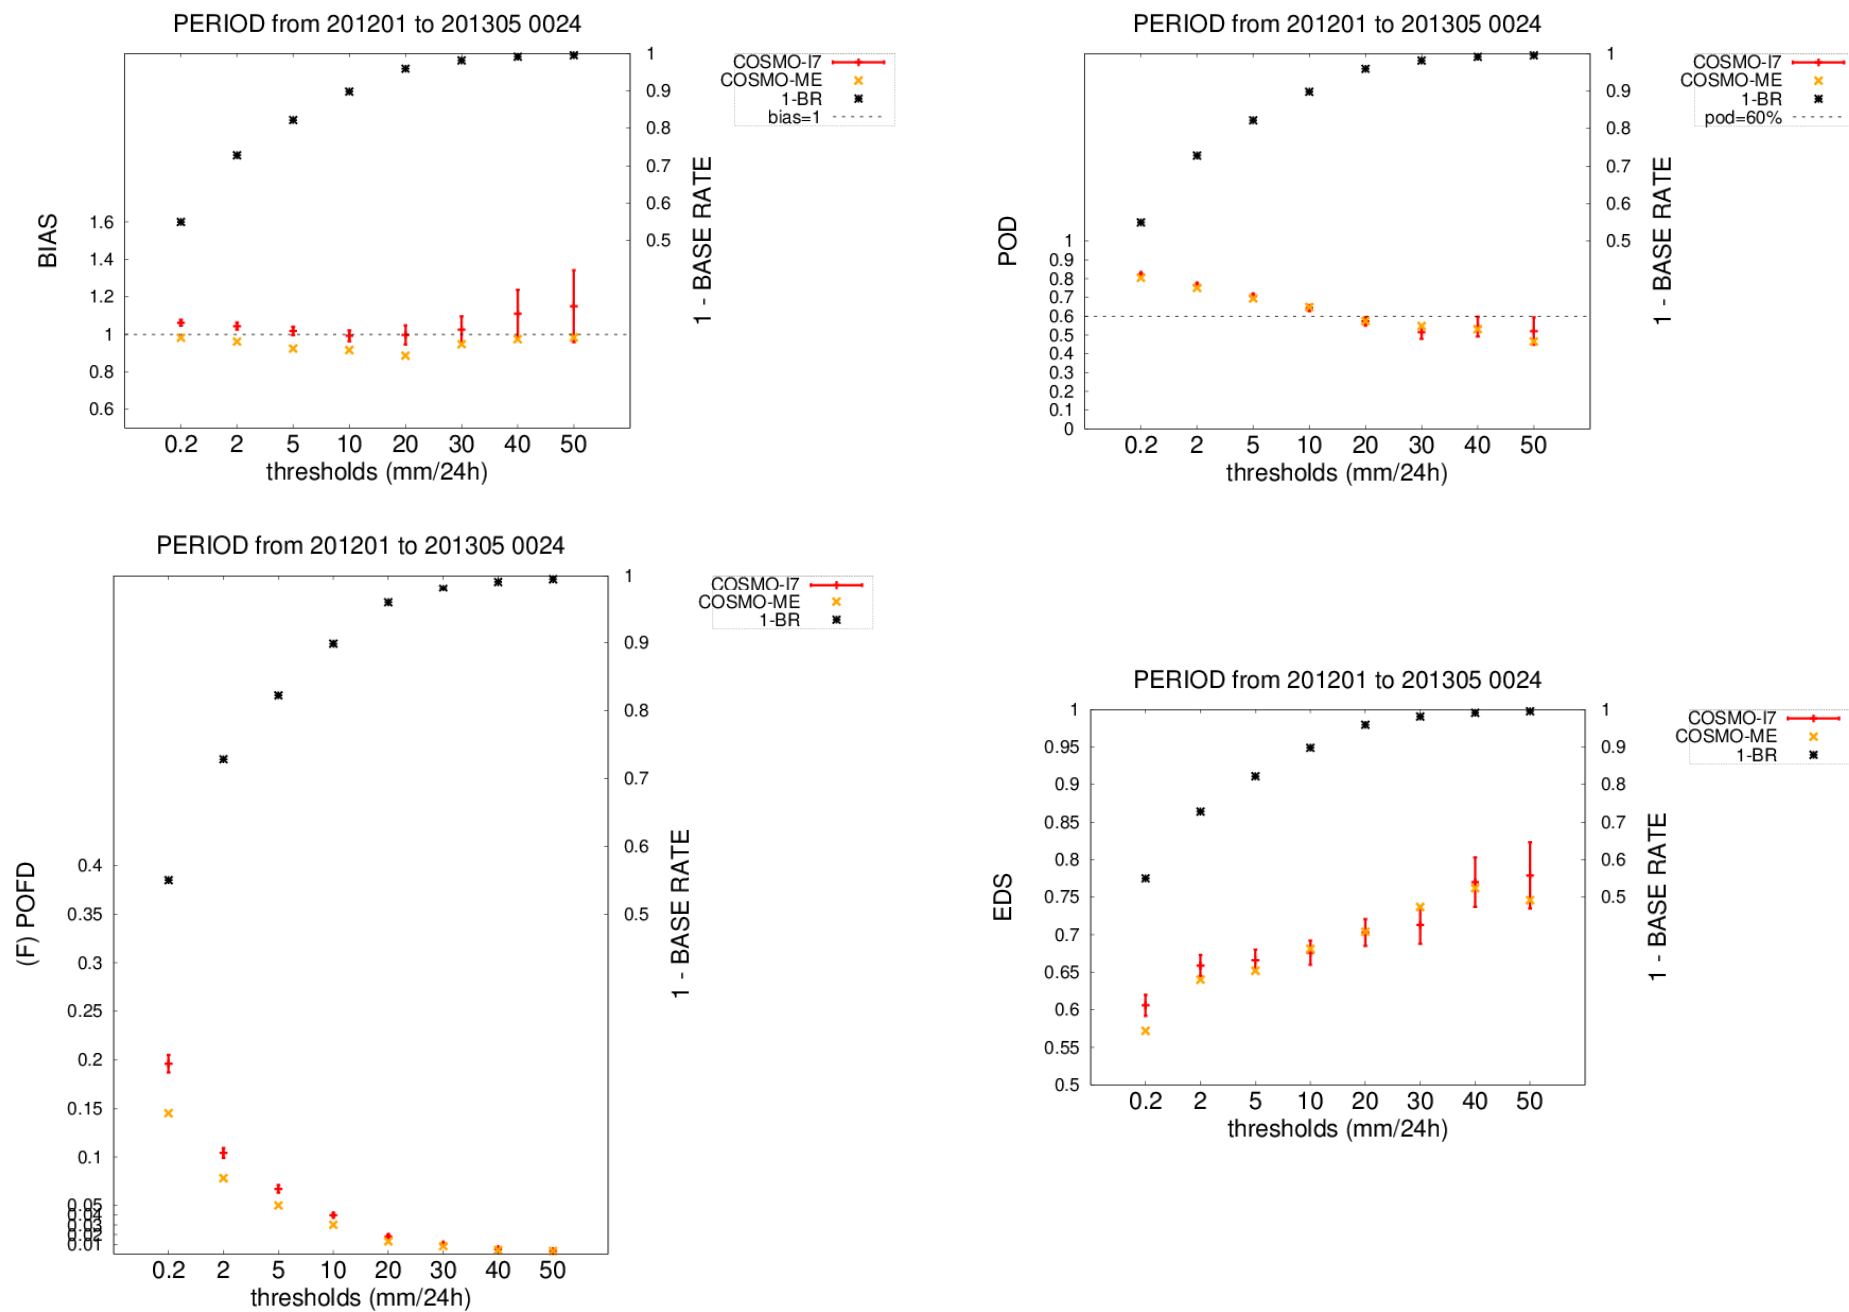 PERIOD from 201201 to 201305 0024
COSMO-I7
COSMO-ME
1-BR
bias=1
BIAS
1.6
1.4
1.2
1
0.8
0.6
1
0.9
0.8
0.7
0.6
0.5
1 - BASE RATE
0.2 2 5 10 20 30 40 50
thresholds (mm/24h)
PERIOD from 201201 to 201305 0024
COSMO-I7
COSMO-ME
1-BR
pod=60%
POD
1
0.9
0.8
0.7
0.6
0.5
0.4
0.3
0.2
0.1
0
1
0.9
0.8
0.7
0.6
0.5
1 - BASE RATE
0.2 2 5 10 20 30 40 50
thresholds (mm/24h)
PERIOD from 201201 to 201305 0024
COSMO-I7
COSMO-ME
1-BR
(F) POFD
0.4
0.35
0.3
0.25
0.2
0.15
0.1
0.05
0.04
0.03
0.02
0.01
1
0.9
0.8
0.7
0.6
0.5
1 - BASE RATE
0.2 2 5 10 20 30 40 50
thresholds (mm/24h)
PERIOD from 201201 to 201305 0024
COSMO-I7
COSMO-ME
1-BR
EDS
1
0.95
0.9
0.85
0.8
0.75
0.7
0.65
0.6
0.55
0.5
1
0.9
0.8
0.7
0.6
0.5
1 - BASE RATE
0.2 2 5 10 20 30 40 50
thresholds (mm/24h)